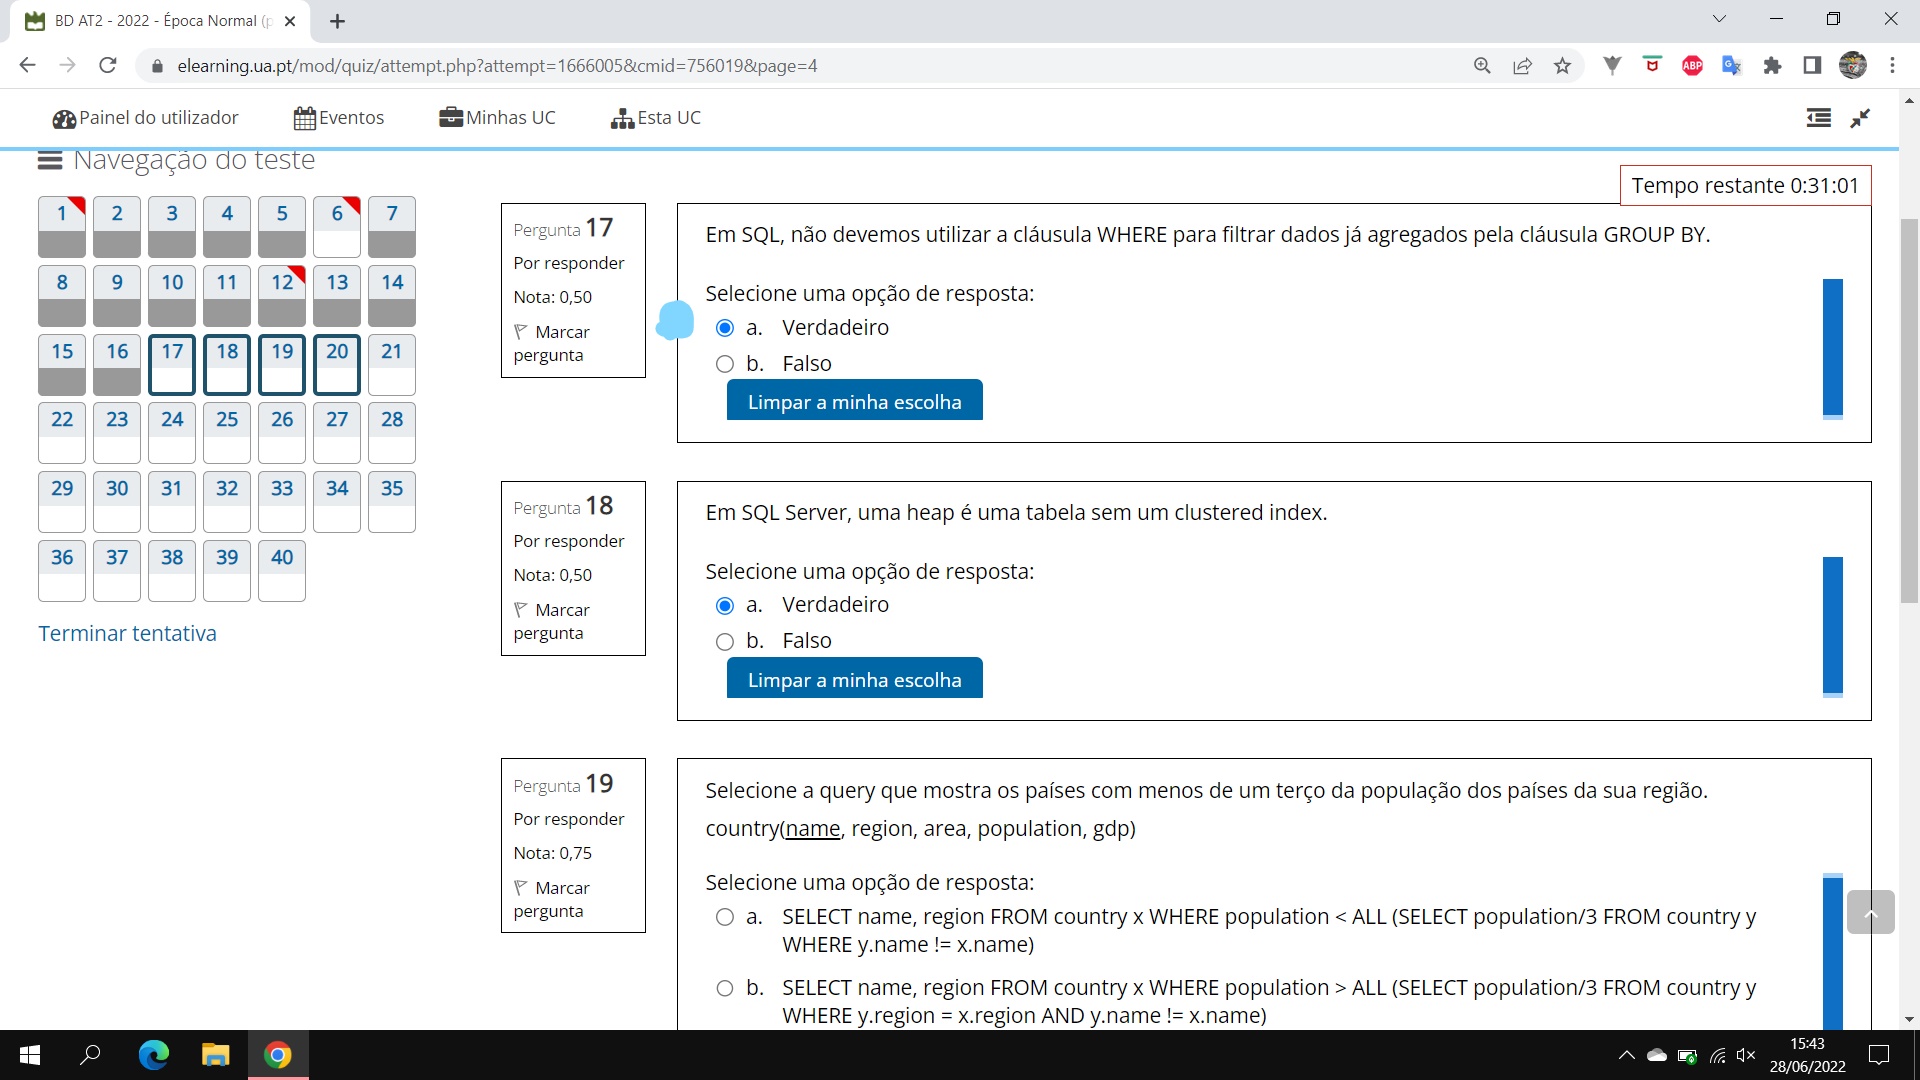 BD AT2 - 2022 - Época Normal (p
elearning.ua.pt/mod/quiz/attempt.php?attempt=1666005&cmid=756019&page=4
ABP
Painel do utilizador
Eventos
Minhas UC
Esta UC
Navegação do teste
Tempo restante 0:31:01
1 2 3 4 5 6 7
8 9 10 11 12 13 14
15 16 17 18 19 20 21
22 23 24 25 26 27 28
29 30 31 32 33 34 35
36 37 38 39 40
Terminar tentativa
Pergunta 17
Por responder
Nota: 0,50
Marcar
pergunta
Em SQL, não devemos utilizar a cláusula WHERE para filtrar dados já agregados pela cláusula GROUP BY.
Selecione uma opção de resposta:
a. Verdadeiro
b. Falso
Limpar a minha escolha
Pergunta 18
Por responder
Nota: 0,50
Marcar
pergunta
Em SQL Server, uma heap é uma tabela sem um clustered index.
Selecione uma opção de resposta:
a. Verdadeiro
b. Falso
Limpar a minha escolha
Pergunta 19
Por responder
Nota: 0,75
Marcar
pergunta
Selecione a query que mostra os países com menos de um terço da população dos países da sua região.
country(name, region, area, population, gdp)
Selecione uma opção de resposta:
a. SELECT name, region FROM country x WHERE population < ALL (SELECT population/3 FROM country y
WHERE y.name != x.name)
b. SELECT name, region FROM country x WHERE population > ALL (SELECT population/3 FROM country y
WHERE y.region = x.region AND y.name != x.name)
15:43
28/06/2022